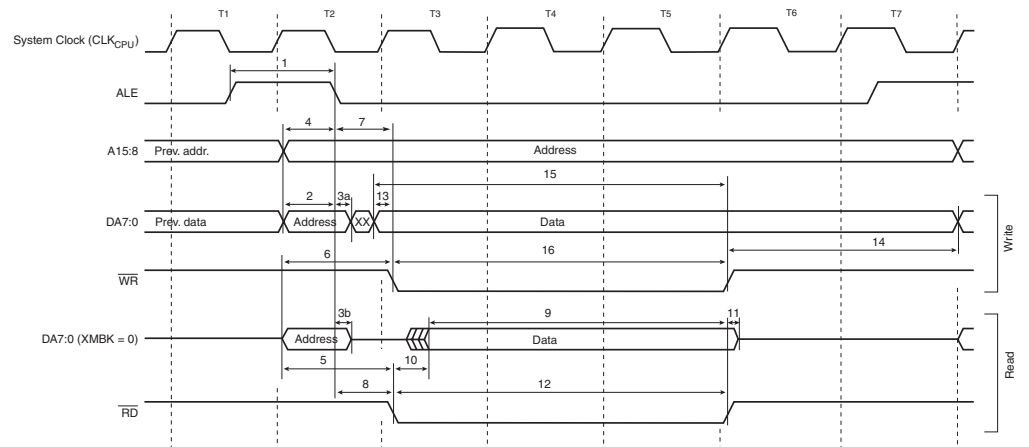 T1 T2 T3 T4 T5 T6 T7
System Clock (CLKCPU)
1
ALE
4 7
A15:8 Prev. addr. Address
15
2 3a 13
DA7:0 Prev. data Address XX Data
14
6 16
WR
Write
3b 9 11
DA7:0 (XMBK = 0) Address Data
5 10
8 12
RD
Read